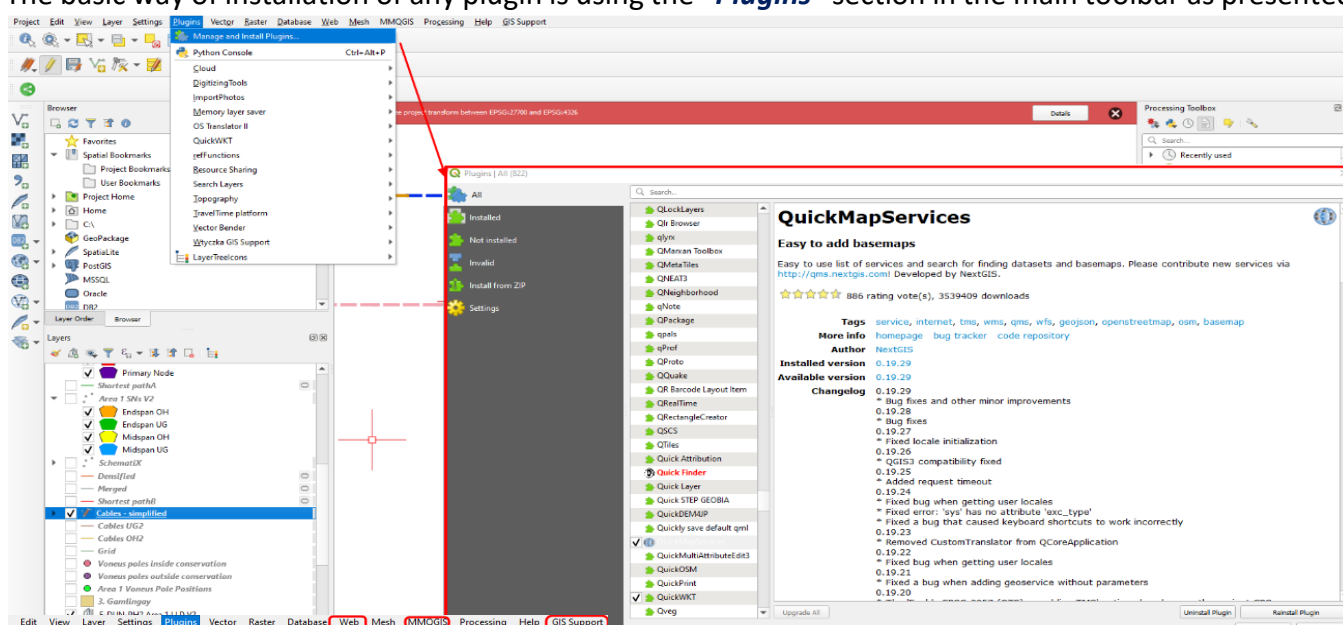 The basic way of installation of any plugin is using the "Plugins" section in the main toolbar as presented
Project Edit View Layer Settings Plugins Vector Raster Database Web Mesh MMQGIS Processing Help GIS Support
Manage and Install Plugins...
Python Console Ctrl+Alt+P
Cloud
DigitizingTools
ImportPhotos
Memory layer saver
OS Translator II
QuickWKT
refFunctions
Resource Sharing
Search Layers
Topography
TravelTime platform
Vector Bender
Wtyczka GIS Support
LayerTreeIcons
e project transform between EPSG:27700 and EPSG:4326
Details
Browser
Favorites
Spatial Bookmarks
Project Bookmarks
User Bookmarks
Project Home
Home
C:\
GeoPackage
SpatiaLite
PostGIS
MSSQL
Oracle
DB2
Layer Order Browser
Layers
Primary Node
Shortest pathA
Area 1 SNs V2
Endspan OH
Endspan UG
Midspan OH
Midspan UG
SchematiX
Densified
Merged
Shortest pathB
Cables - simplified
Cables UG2
Cables OH2
Grid
Voneus poles inside conservation
Voneus poles outside conservation
Area 1 Voneus Pole Positions
3. Gamlingay
Processing Toolbox
Search...
Recently used
Plugins | All (822)
All
Installed
Not installed
Invalid
Install from ZIP
Settings
Search...
QLockLayers
Qlr Browser
qlyrx
QMarxan Toolbox
QMetaTiles
QNEAT3
QNeighborhood
qNote
QPackage
qpals
qProf
QProto
QQuake
QR Barcode Layout Item
QRealTime
QRectangleCreator
QSCS
QTiles
Quick Attribution
Quick Finder
Quick Layer
Quick STEP GEOBIA
QuickDEM4JP
Quickly save default qml
QuickMultiAttributeEdit3
QuickOSM
QuickPrint
QuickWKT
Qveg
QuickMapServices
Easy to add basemaps
Easy to use list of services and search for finding datasets and basemaps. Please contribute new services via
http://qms.nextgis.com! Developed by NextGIS.
886 rating vote(s), 3539409 downloads
Tags service, internet, tms, wms, qms, wfs, geojson, openstreetmap, osm, basemap
More info homepage bug tracker code repository
Author NextGIS
Installed version 0.19.29
Available version 0.19.29
Changelog 0.19.29
* Bug fixes and other minor improvements
0.19.28
* Bug fixes
0.19.27
* Fixed locale initialization
0.19.26
* QGIS3 compatibility fixed
0.19.25
* Added request timeout
0.19.24
* Fixed bug when getting user locales
* Fixed error: 'sys' has no attribute 'exc_type'
* Fixed a bug that caused keyboard shortcuts to work incorrectly
0.19.23
* Removed CustomTranslator from QCoreApplication
0.19.22
* Fixed bug when getting user locales
0.19.21
* Fixed a bug when adding geoservice without parameters
0.19.20
Upgrade All Uninstall Plugin Reinstall Plugin
Edit View Layer Settings Plugins Vector Raster Database Web Mesh MMQGIS Processing Help GIS Support